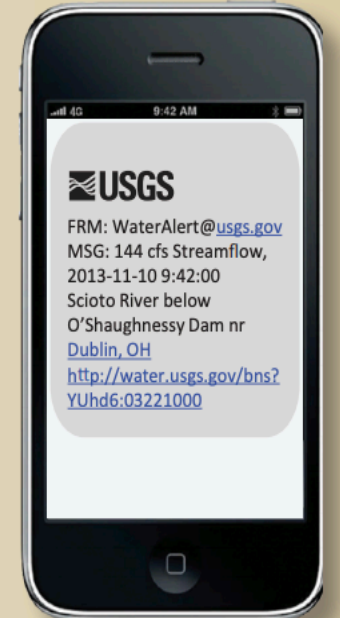 4G 9:42 AM
USGS
FRM: WaterAlert@usgs.gov
MSG: 144 cfs Streamflow,
2013-11-10 9:42:00
Scioto River below
O'Shaughnessy Dam nr
Dublin, OH
http://water.usgs.gov/bns?
YUhd6:03221000